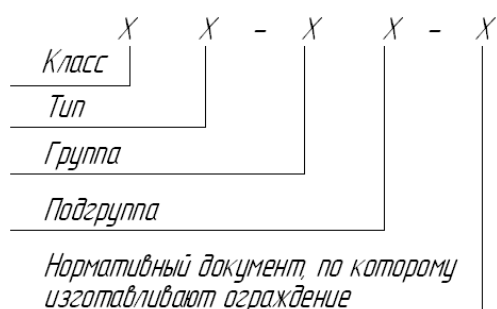 X X - X X - X
Класс
Тип
Группа
Подгруппа
Нормативный документ, по которому
изготавливают ограждение